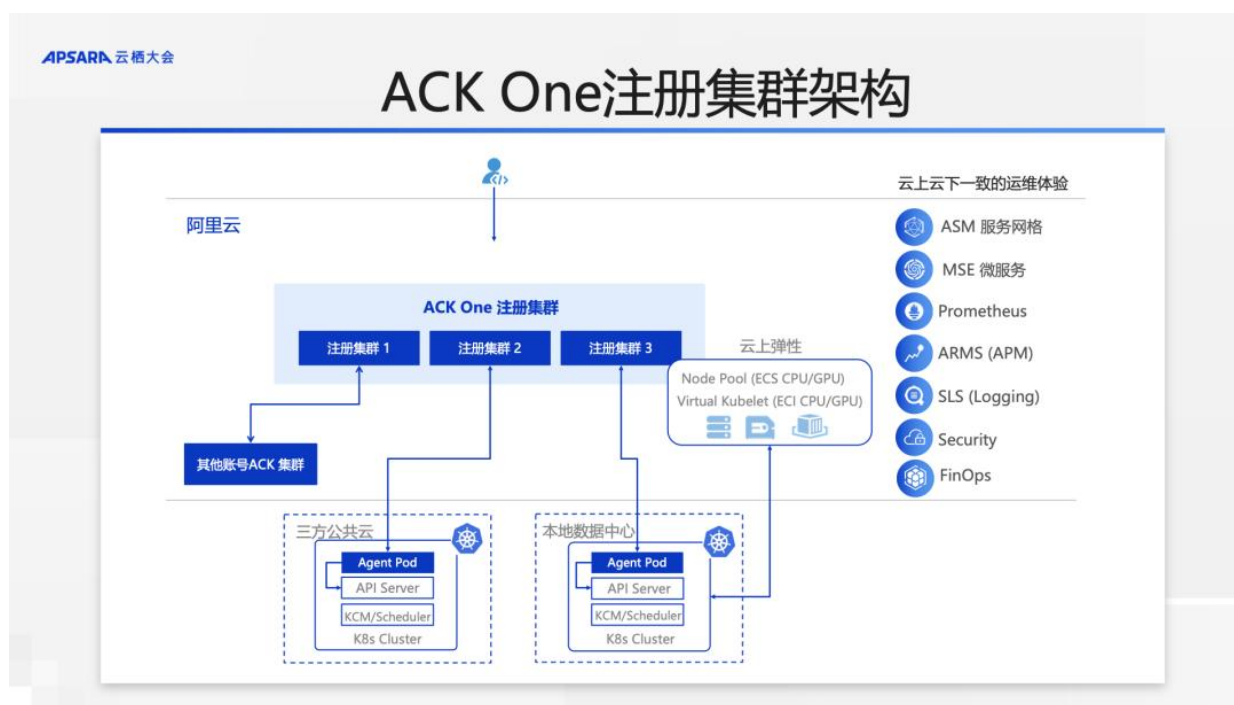 APSARA 云栖大会
ACK One注册集群架构
云上云下一致的运维体验
阿里云
ASM 服务网格
MSE 微服务
Prometheus
ARMS (APM)
SLS (Logging)
Security
FinOps
ACK One 注册集群
注册集群 1
注册集群 2
注册集群 3
云上弹性
Node Pool (ECS CPU/GPU)
Virtual Kubelet (ECI CPU/GPU)
其他账号ACK 集群
三方公共云
Agent Pod
API Server
KCM/Scheduler
K8s Cluster
本地数据中心
Agent Pod
API Server
KCM/Scheduler
K8s Cluster